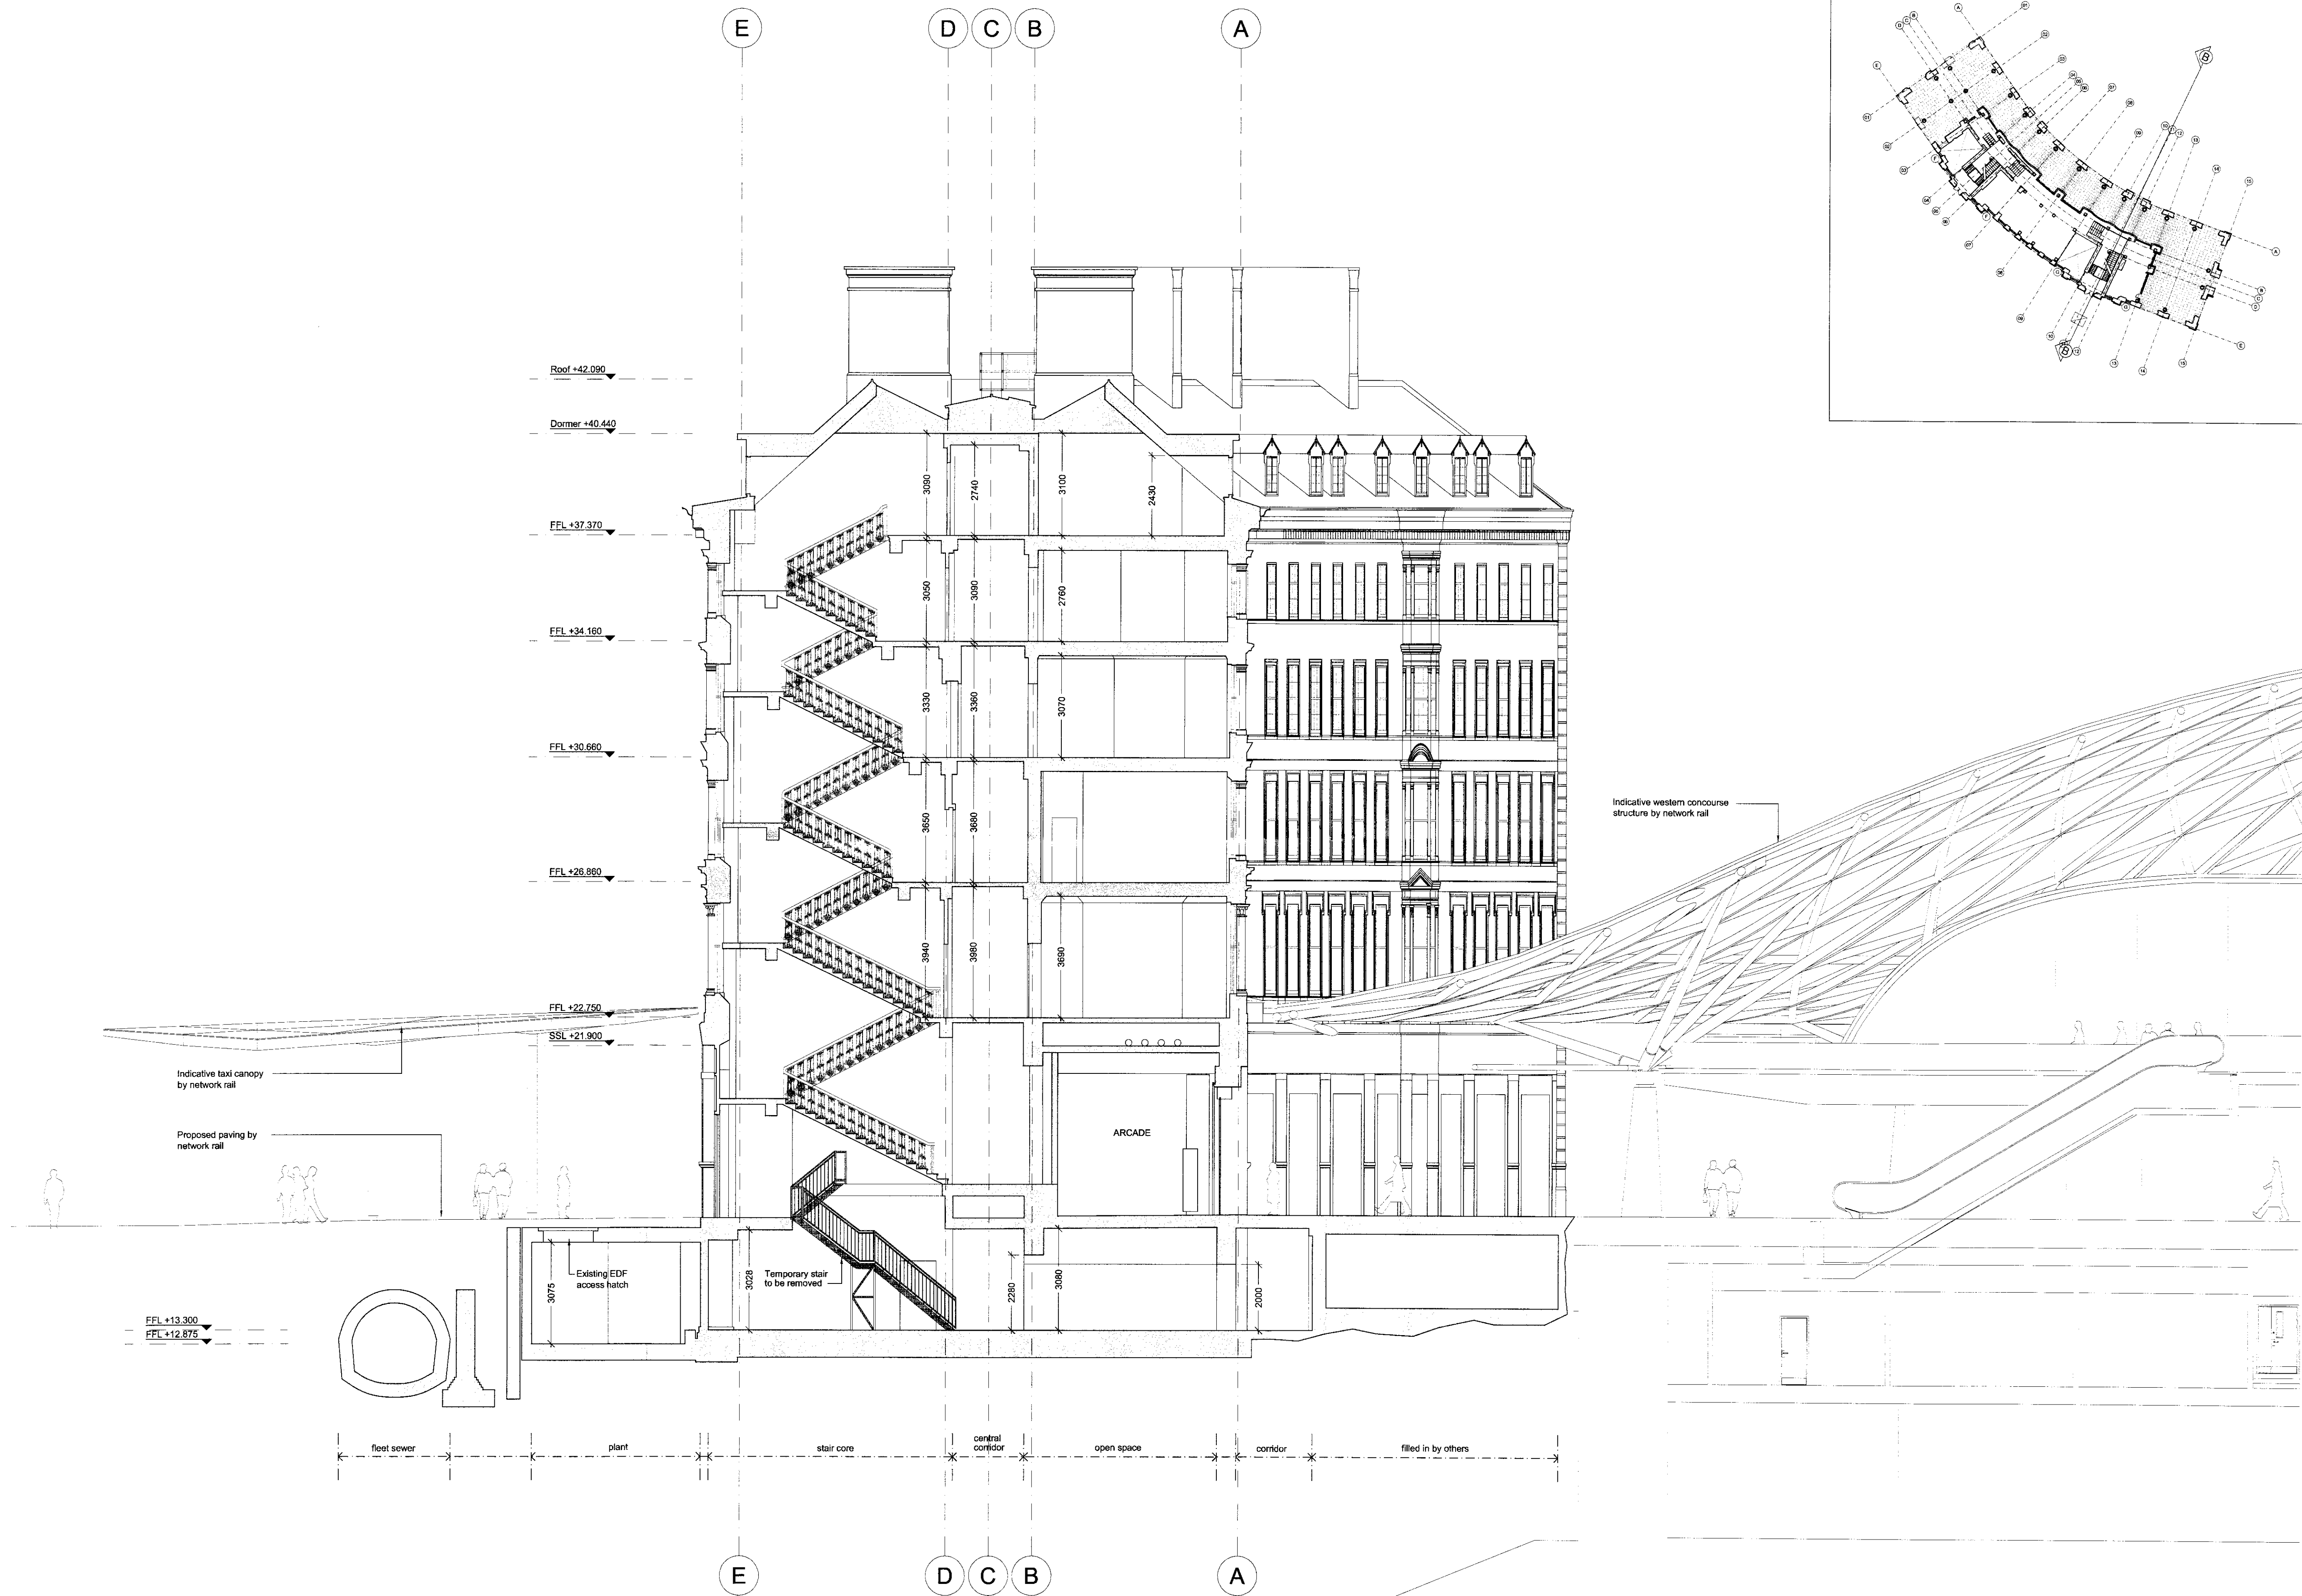 E D C B A
Roof +42.090
Dormer +40.440
3090
2740
3100
2430
FFL +37.370
3050
3090
2760
FFL +34.160
3330
3360
3070
FFL +30.660
3650
3680
Indicative western concourse
structure by network rail
FFL +26.860
3940
3980
3690
FFL +22.750
SSL +21.900
Indicative taxi canopy
by network rail
Proposed paving by
network rail
ARCADE
3075
Existing EDF
access hatch
3028
Temporary stair
to be removed
2280
3080
2000
FFL +13.300
FFL +12.875
fleet sewer
plant
stair core
central
corridor
open space
corridor
filled in by others
E D C B A